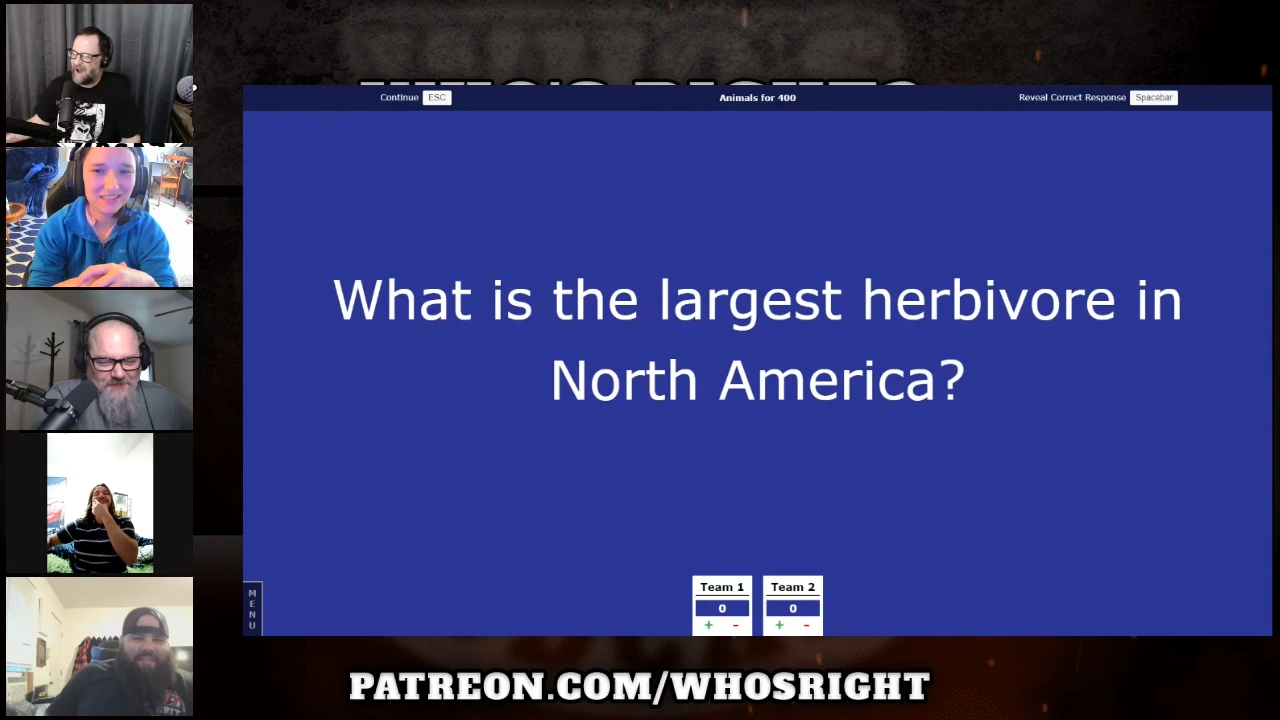 Continue ESC
Animals for 400
Reveal Correct Response Spacebar
What is the largest herbivore in
North America?
MENU
Team 1
0
+ -
Team 2
0
+ -
PATREON.COM/WHOSRIGHT